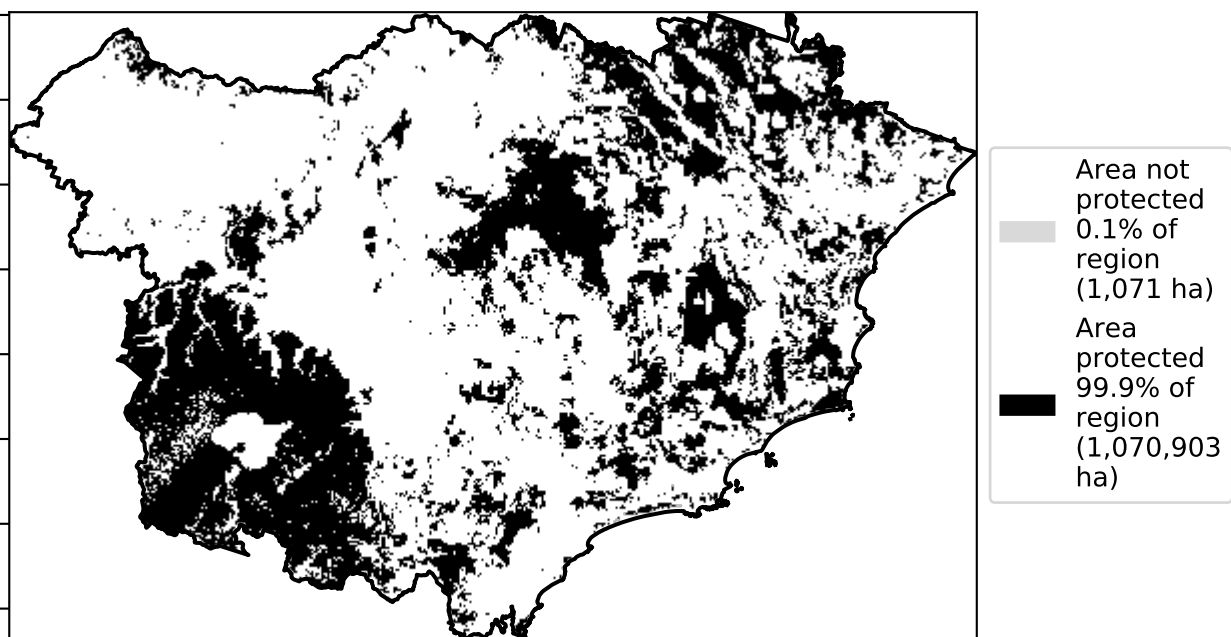 Area not
protected
0.1% of
region
(1,071 ha)
Area
protected
99.9% of
region
(1,070,903
ha)